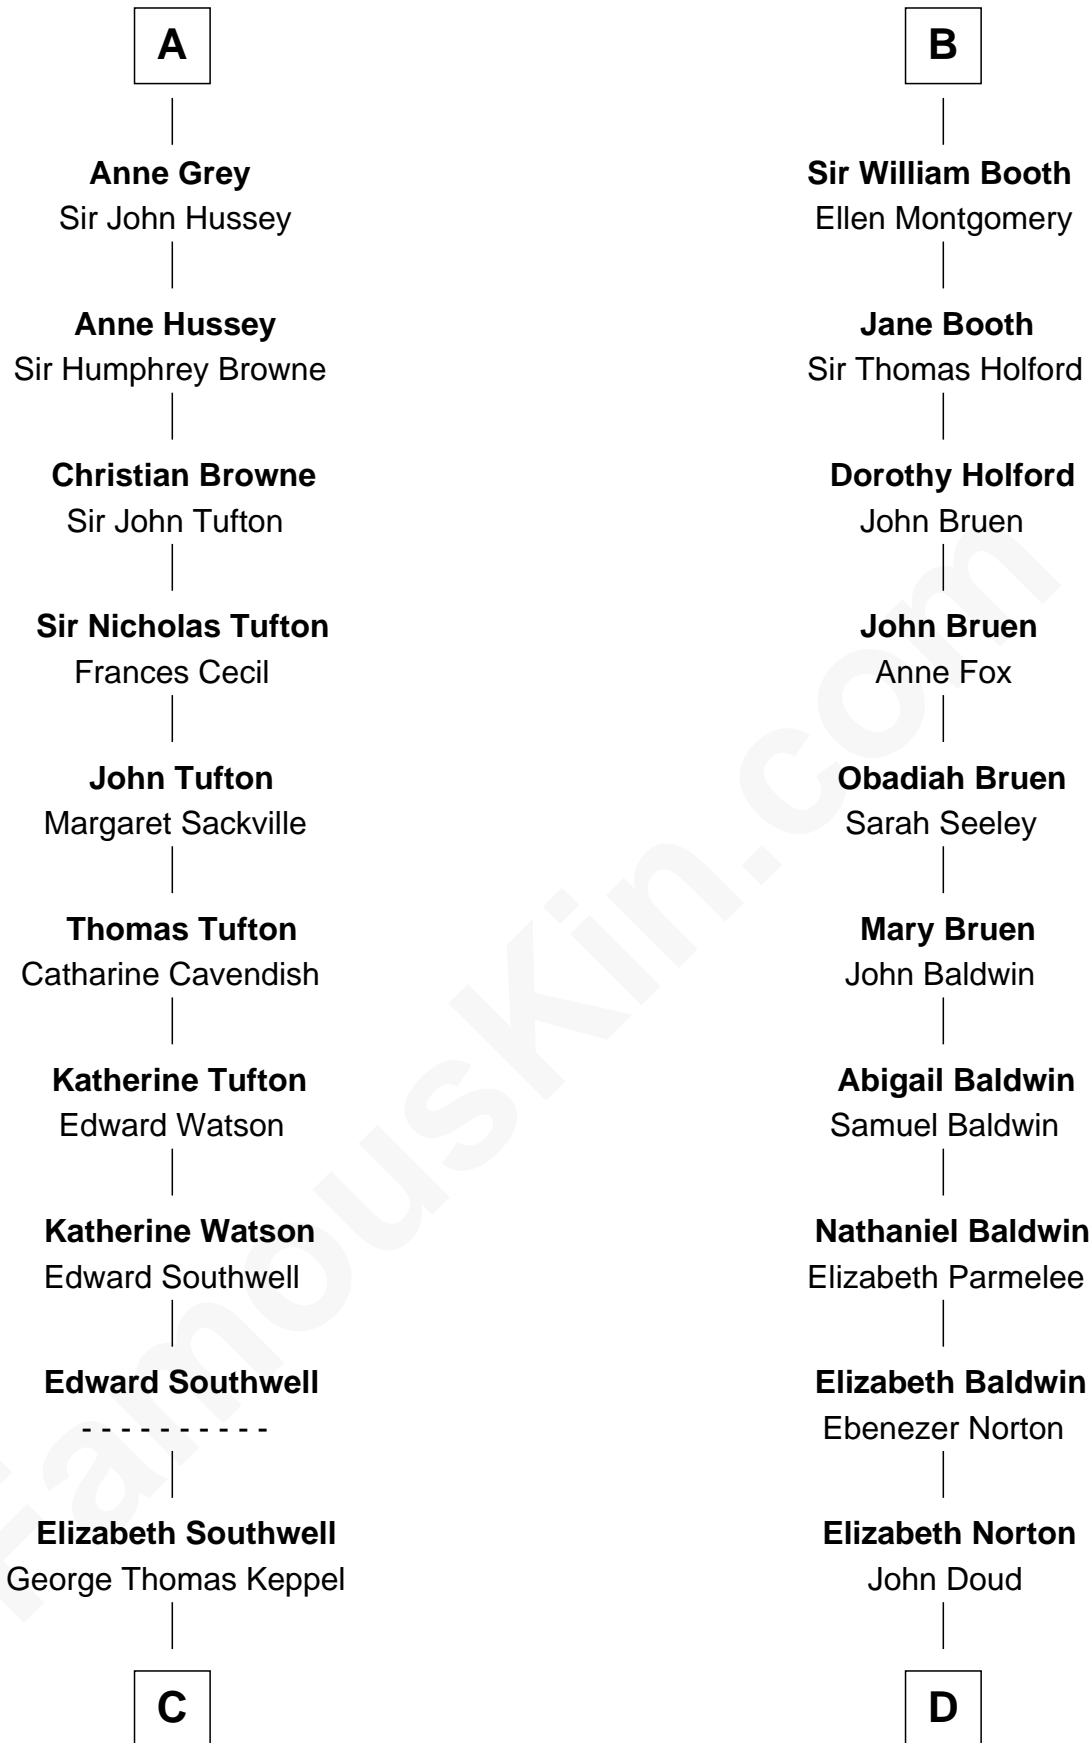 A
Anne Grey
Sir John Hussey
Anne Hussey
Sir Humphrey Browne
Christian Browne
Sir John Tufton
Sir Nicholas Tufton
Frances Cecil
John Tufton
Margaret Sackville
Thomas Tufton
Catharine Cavendish
Katherine Tufton
Edward Watson
Katherine Watson
Edward Southwell
Edward Southwell
- - - - - - - - - -
Elizabeth Southwell
George Thomas Keppel
C
B
Sir William Booth
Ellen Montgomery
Jane Booth
Sir Thomas Holford
Dorothy Holford
John Bruen
John Bruen
Anne Fox
Obadiah Bruen
Sarah Seeley
Mary Bruen
John Baldwin
Abigail Baldwin
Samuel Baldwin
Nathaniel Baldwin
Elizabeth Parmelee
Elizabeth Baldwin
Ebenezer Norton
Elizabeth Norton
John Doud
D
FamousKin.com